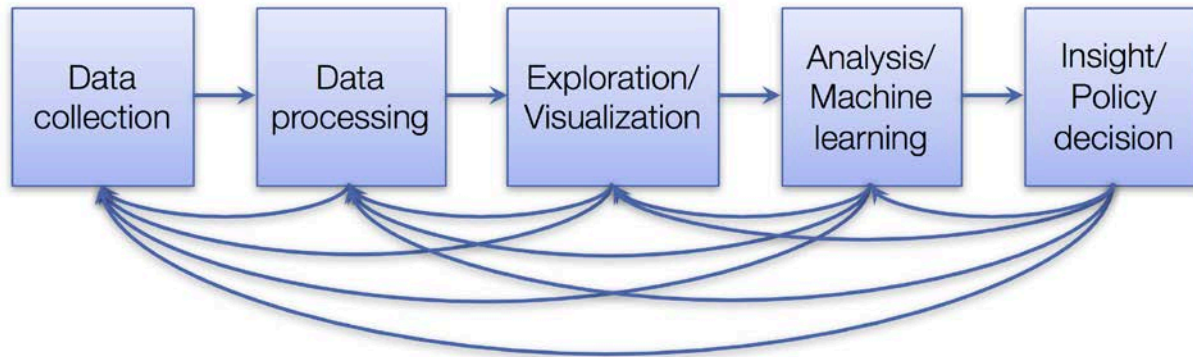 Data
collection
Data
processing
Exploration/
Visualization
Analysis/
Machine
learning
Insight/
Policy
decision